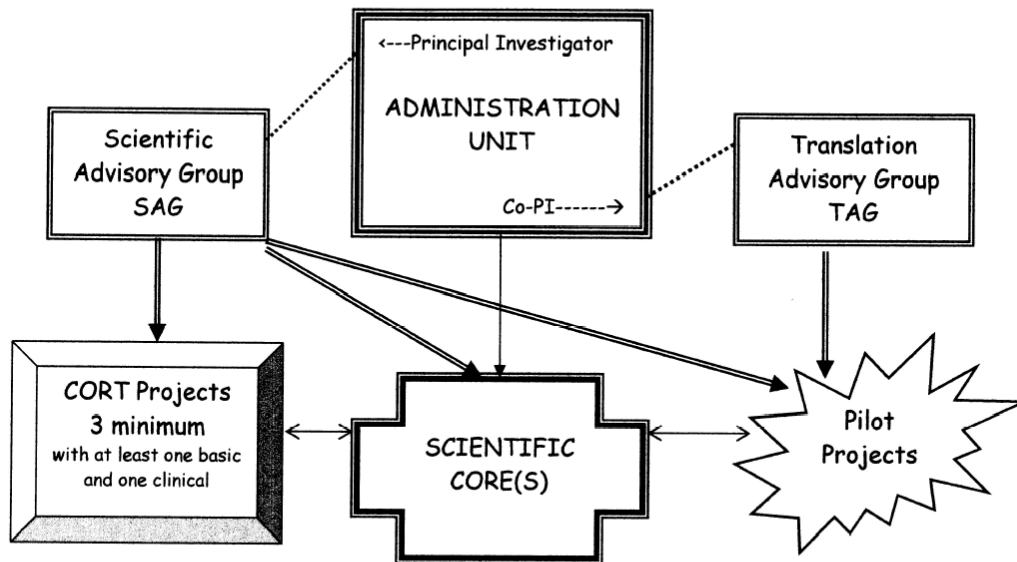 <---Principal Investigator
ADMINISTRATION
UNIT
Co-PI------>
Scientific
Advisory Group
SAG
Translation
Advisory Group
TAG
CORT Projects
3 minimum
with at least one basic
and one clinical
SCIENTIFIC
CORE(S)
Pilot
Projects